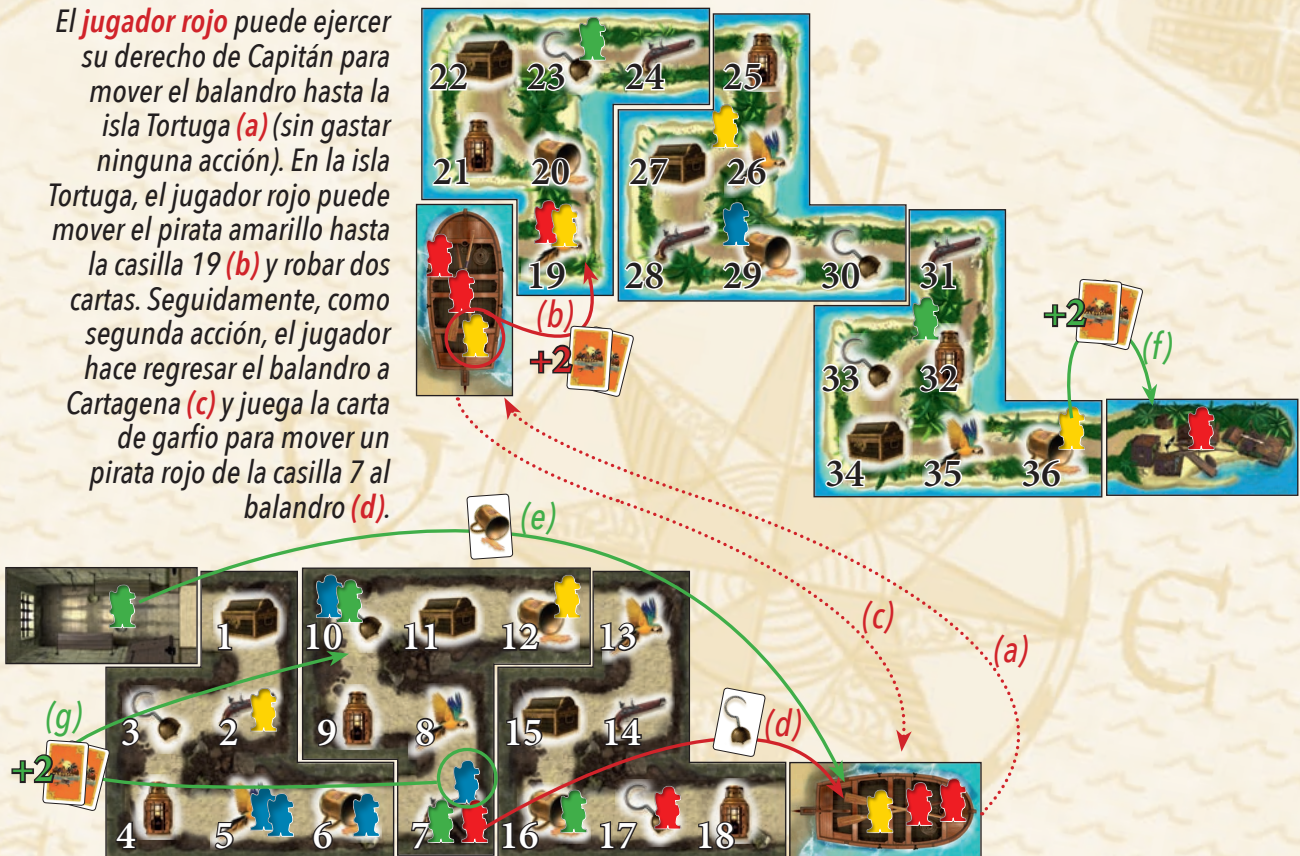 El jugador rojo puede ejercer
su derecho de Capitán para
mover el balandro hasta la
isla Tortuga (a) (sin gastar
ninguna acción). En la isla
Tortuga, el jugador rojo puede
mover el pirata amarillo hasta
la casilla 19 (b) y robar dos
cartas. Seguidamente, como
segunda acción, el jugador
hace regresar el balandro a
Cartagena (c) y juega la carta
de garfio para mover un
pirata rojo de la casilla 7 al
balandro (d).
22 23 24 25
21 20 27 26
19 28 29 30 31
(b)
+2
33 32
34 35 36
+2
(f)
(e)
(c)
(a)
1 10 11 12 13
3 2 9 8 15 14
(g)
+2
(d)
4 5 6 7 16 17 18
€